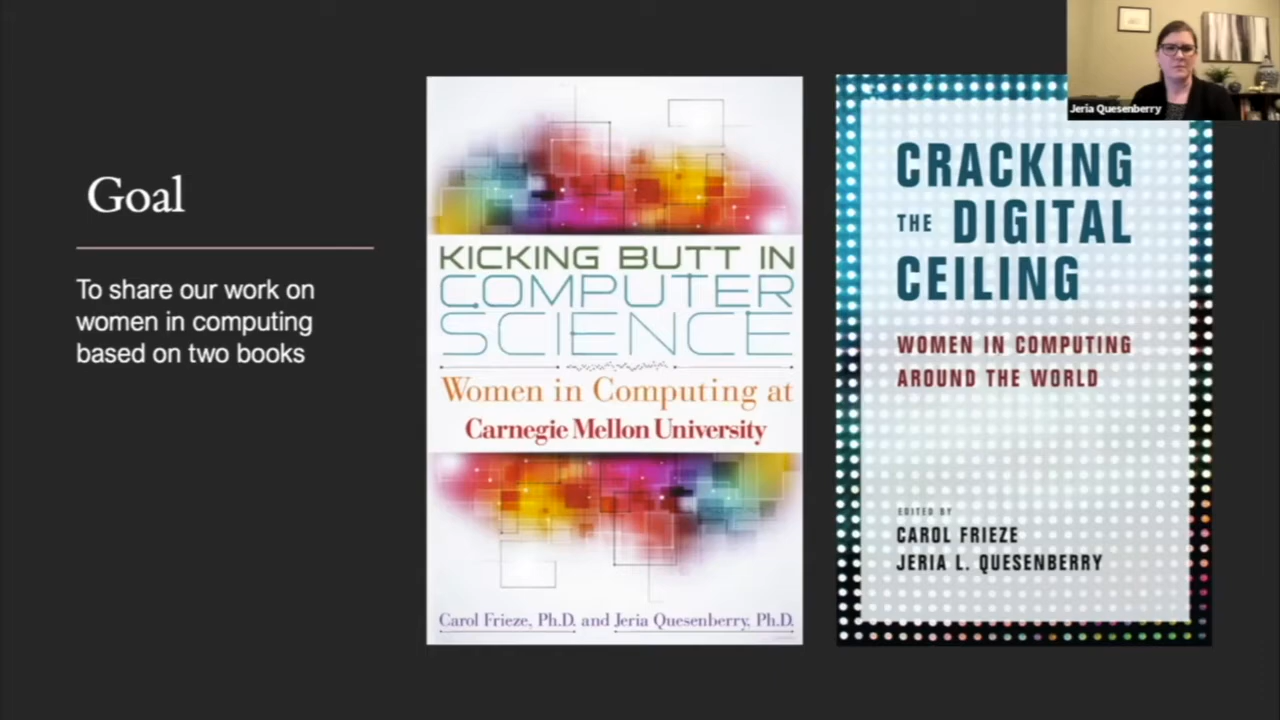 Goal
To share our work on
women in computing
based on two books
KICKING BUTT IN
COMPUTER
SCIENCE
Women in Computing at
Carnegie Mellon University
Carol Frieze, Ph.D. and Jeria Quesenberry, Ph.D.
CRACKING
THE DIGITAL
CEILING
WOMEN IN COMPUTING
AROUND THE WORLD
EDITED BY
CAROL FRIEZE
JERIA L. QUESENBERRY
Jeria Quesenberry